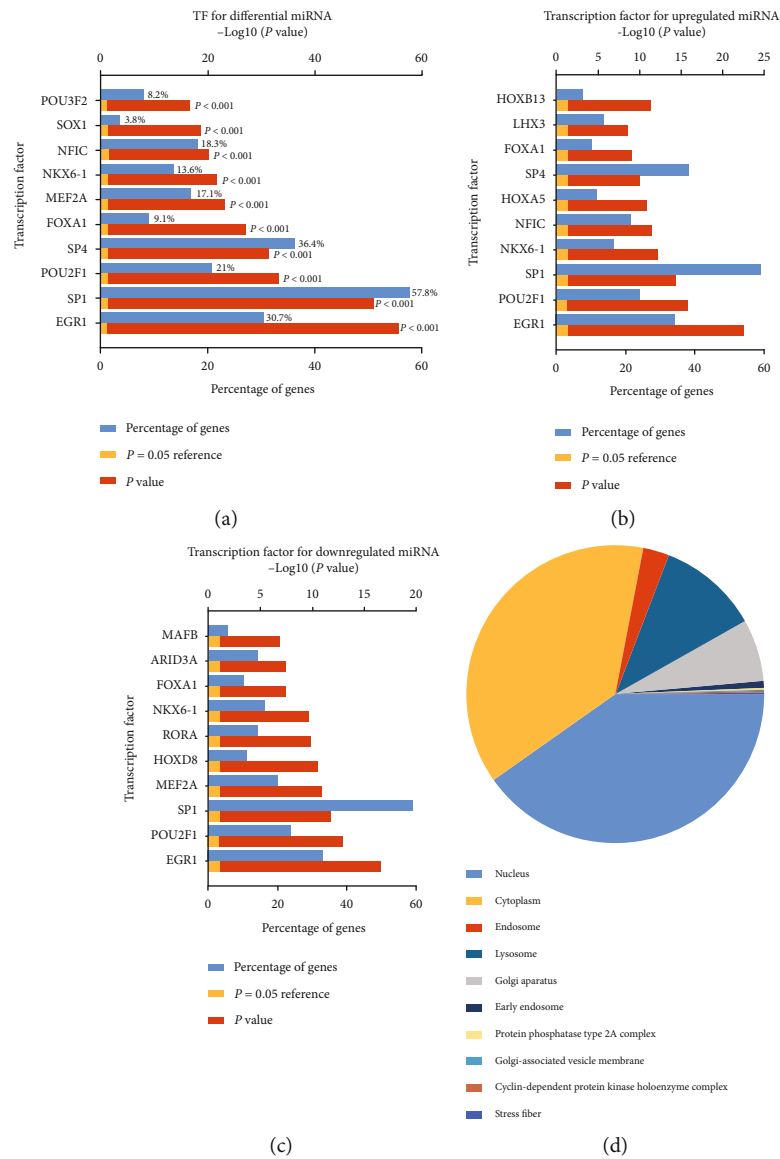 TF for differential miRNA
–Log10 (P value)
0 20 40 60
POU3F2 8.2% P < 0.001
SOX1 3.8% P < 0.001
NFIC 18.3% P < 0.001
NKX6-1 13.6% P < 0.001
MEF2A 17.1% P < 0.001
FOXA1 9.1% P < 0.001
SP4 36.4% P < 0.001
POU2F1 21% P < 0.001
SP1 57.8% P < 0.001
EGR1 30.7% P < 0.001
Transcription factor
0 20 40 60
Percentage of genes
Percentage of genes
P = 0.05 reference
P value
(a)
Transcription factor for upregulated miRNA
-Log10 (P value)
0 5 10 15 20 25
HOXB13
LHX3
FOXA1
SP4
HOXA5
NFIC
NKX6-1
SP1
POU2F1
EGR1
Transcription factor
0 20 40 60
Percentage of genes
Percentage of genes
P = 0.05 reference
P value
(b)
Transcription factor for downregulated miRNA
–Log10 (P value)
0 5 10 15 20
MAFB
ARID3A
FOXA1
NKX6-1
RORA
HOXD8
MEF2A
SP1
POU2F1
EGR1
Transcription factor
0 20 40 60
Percentage of genes
Percentage of genes
P = 0.05 reference
P value
(c)
Nucleus
Cytoplasm
Endosome
Lysosome
Golgi aparatus
Early endosome
Protein phosphatase type 2A complex
Golgi-associated vesicle membrane
Cyclin-dependent protein kinase holoenzyme complex
Stress fiber
(d)